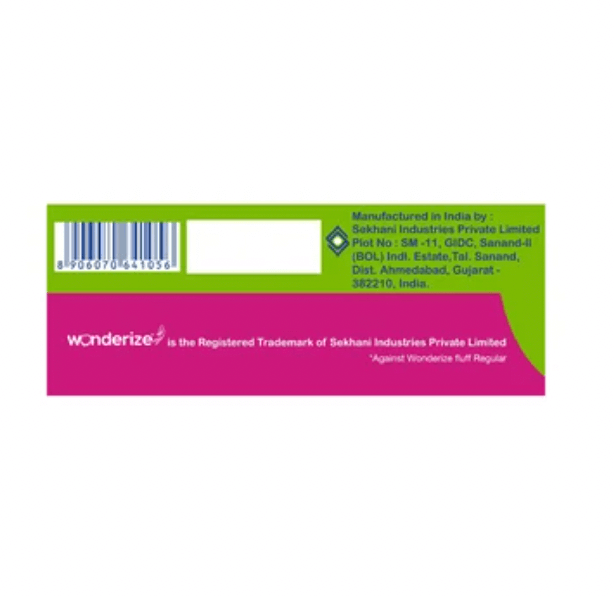 Manufactured in India by :
Sekhani Industries Private Limited
Plot No : SM -11, GIDC, Sanand-II
(BOL) Indl. Estate,Tal. Sanand,
Dist. Ahmedabad, Gujarat -
382210, India.
8 906070 641056
wonderize is the Registered Trademark of Sekhani Industries Private Limited
*Against Wonderize fluff Regular